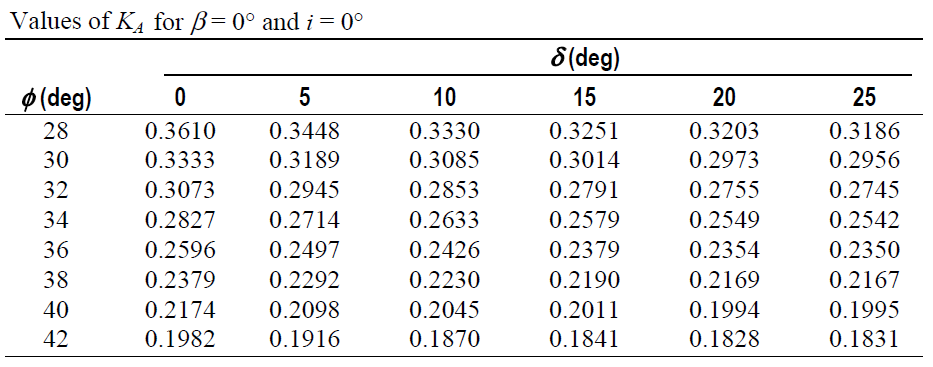 Values of K_A for β = 0° and i = 0°
δ (deg)
ϕ (deg) 0 5 10 15 20 25
28 0.3610 0.3448 0.3330 0.3251 0.3203 0.3186
30 0.3333 0.3189 0.3085 0.3014 0.2973 0.2956
32 0.3073 0.2945 0.2853 0.2791 0.2755 0.2745
34 0.2827 0.2714 0.2633 0.2579 0.2549 0.2542
36 0.2596 0.2497 0.2426 0.2379 0.2354 0.2350
38 0.2379 0.2292 0.2230 0.2190 0.2169 0.2167
40 0.2174 0.2098 0.2045 0.2011 0.1994 0.1995
42 0.1982 0.1916 0.1870 0.1841 0.1828 0.1831